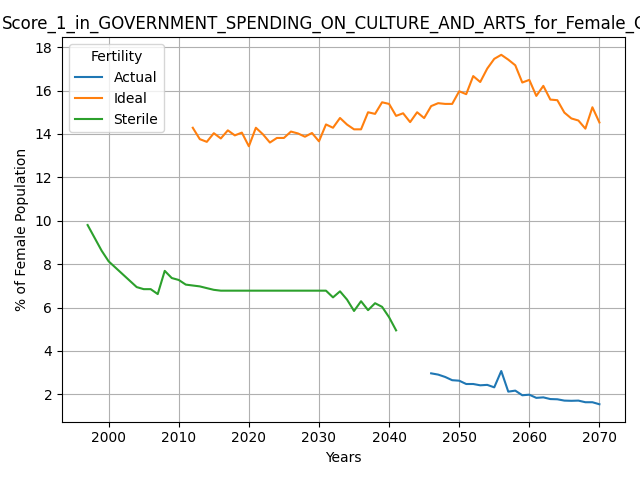 Score_1_in_GOVERNMENT_SPENDING_ON_CULTURE_AND_ARTS_for_Female_
18
16
14
12
10
8
6
4
2
% of Female Population
Fertility
Actual
Ideal
Sterile
2000
2010
2020
2030
2040
2050
2060
2070
Years